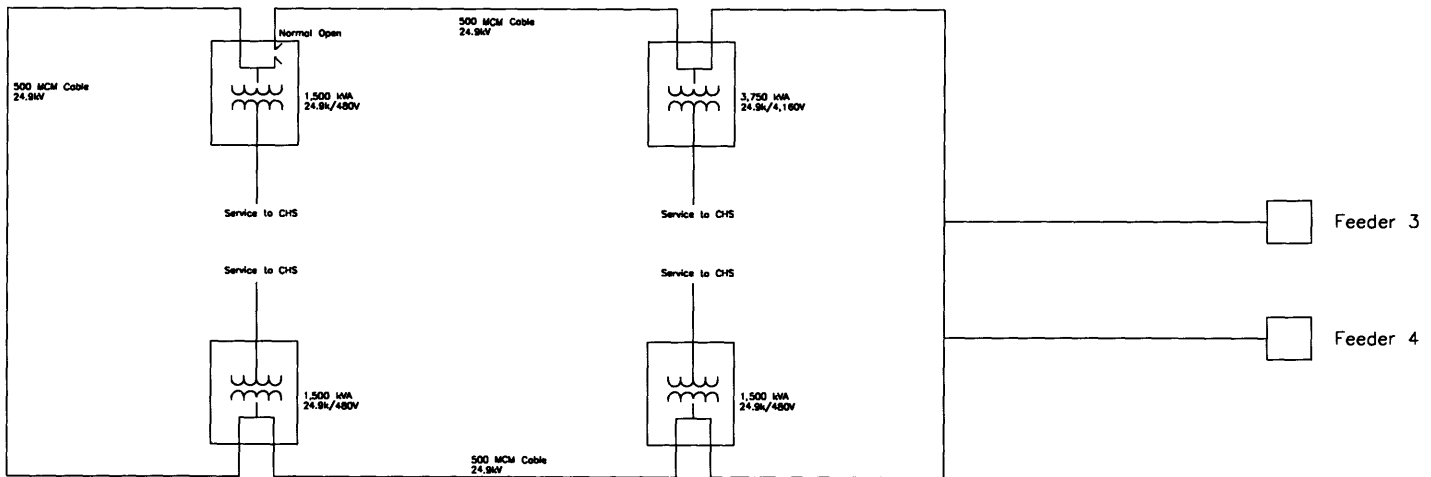 500 MCM Cable
24.9kV
Normal Open
500 MCM Cable
24.9kV
1,500 kVA
24.9k/480V
3,750 kVA
24.9k/4,160V
Service to CHS
Service to CHS
Feeder 3
Service to CHS
Service to CHS
Feeder 4
1,500 kVA
24.9k/480V
1,500 kVA
24.9k/480V
500 MCM Cable
24.9kV